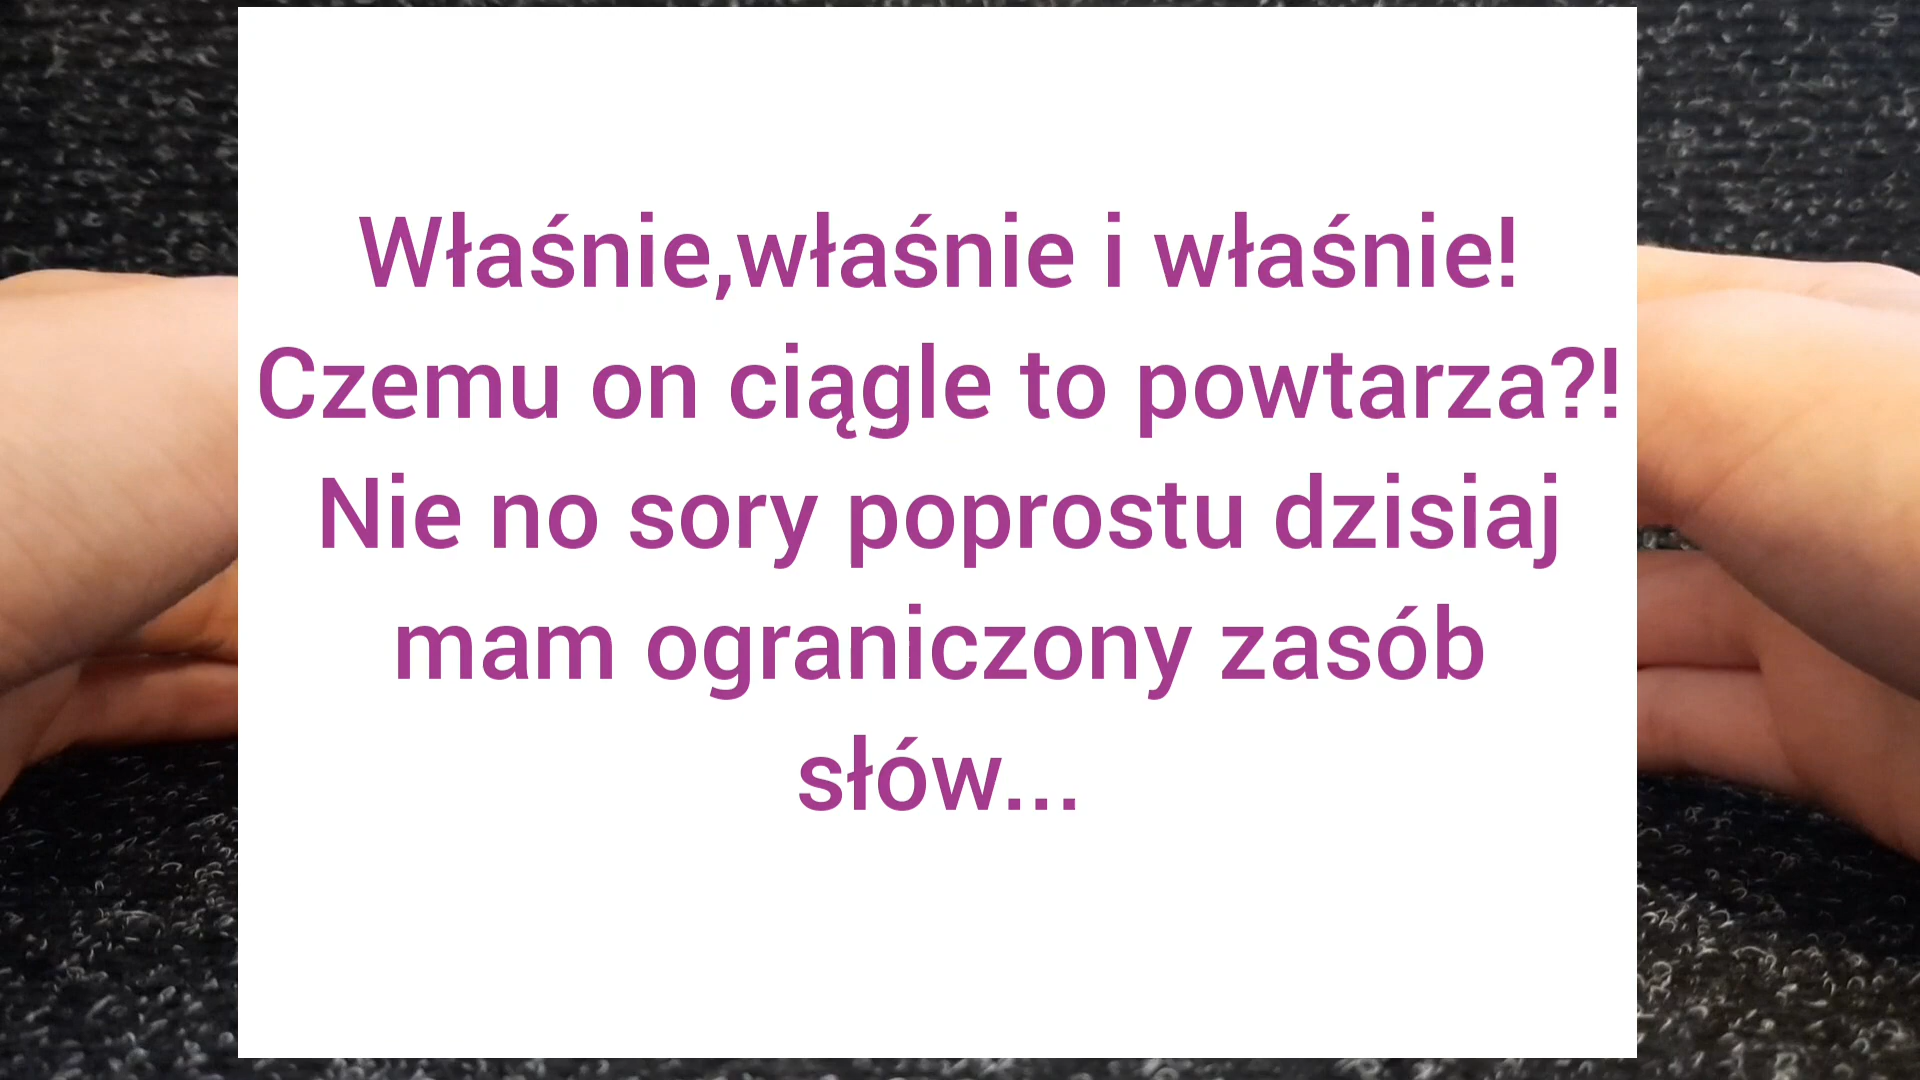 Właśnie,właśnie i właśnie!
Czemu on ciągle to powtarza?!
Nie no sory poprostu dzisiaj
mam ograniczony zasób
słów...